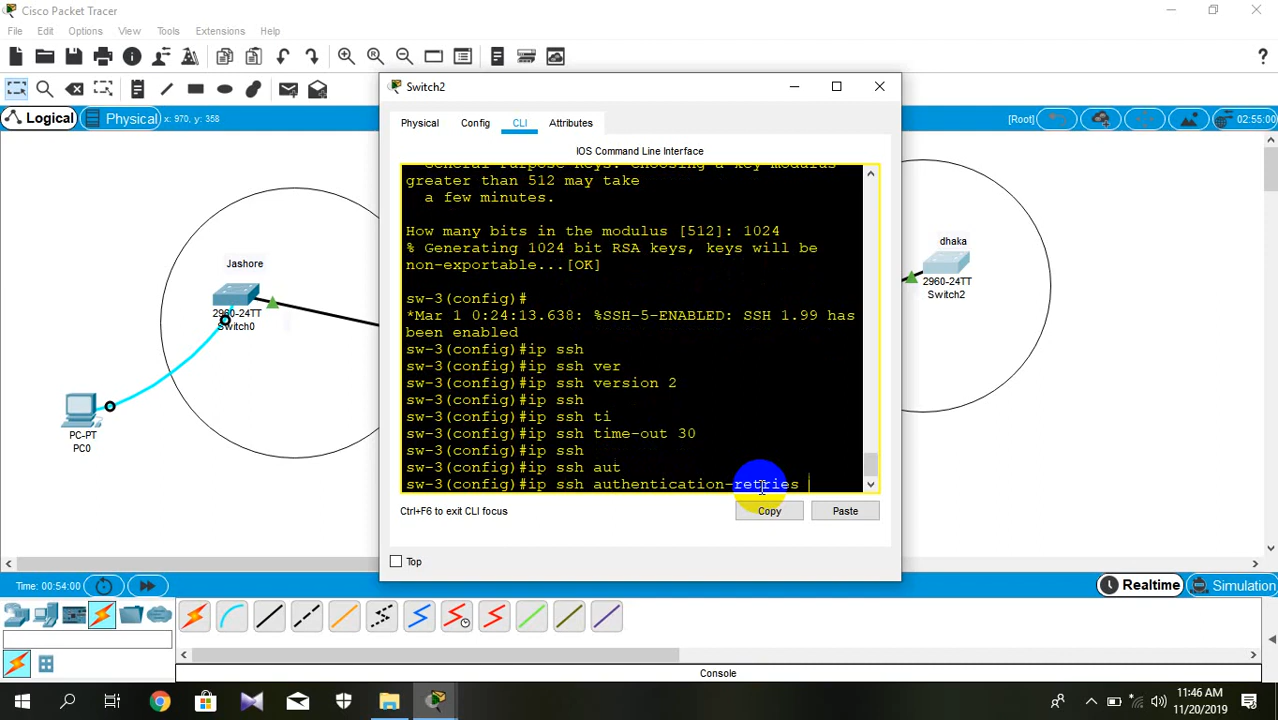 Cisco Packet Tracer
File Edit Options View Tools Extensions Help
Logical Physical x: 970, y: 358 [Root] 02:55:00
Switch2
Physical Config CLI Attributes
IOS Command Line Interface
General Purpose Keys. Choosing a key modulus
greater than 512 may take
a few minutes.
How many bits in the modulus [512]: 1024
% Generating 1024 bit RSA keys, keys will be
non-exportable...[OK]
sw-3(config)#
*Mar 1 0:24:13.638: %SSH-5-ENABLED: SSH 1.99 has
been enabled
sw-3(config)#ip ssh
sw-3(config)#ip ssh ver
sw-3(config)#ip ssh version 2
sw-3(config)#ip ssh
sw-3(config)#ip ssh ti
sw-3(config)#ip ssh time-out 30
sw-3(config)#ip ssh
sw-3(config)#ip ssh aut
sw-3(config)#ip ssh authentication-retries
Ctrl+F6 to exit CLI focus
Copy Paste
Top
Jashore
2960-24TT
Switch0
PC-PT
PC0
dhaka
2960-24TT
Switch2
Time: 00:54:00 Realtime Simulation
Console
11:46 AM
11/20/2019